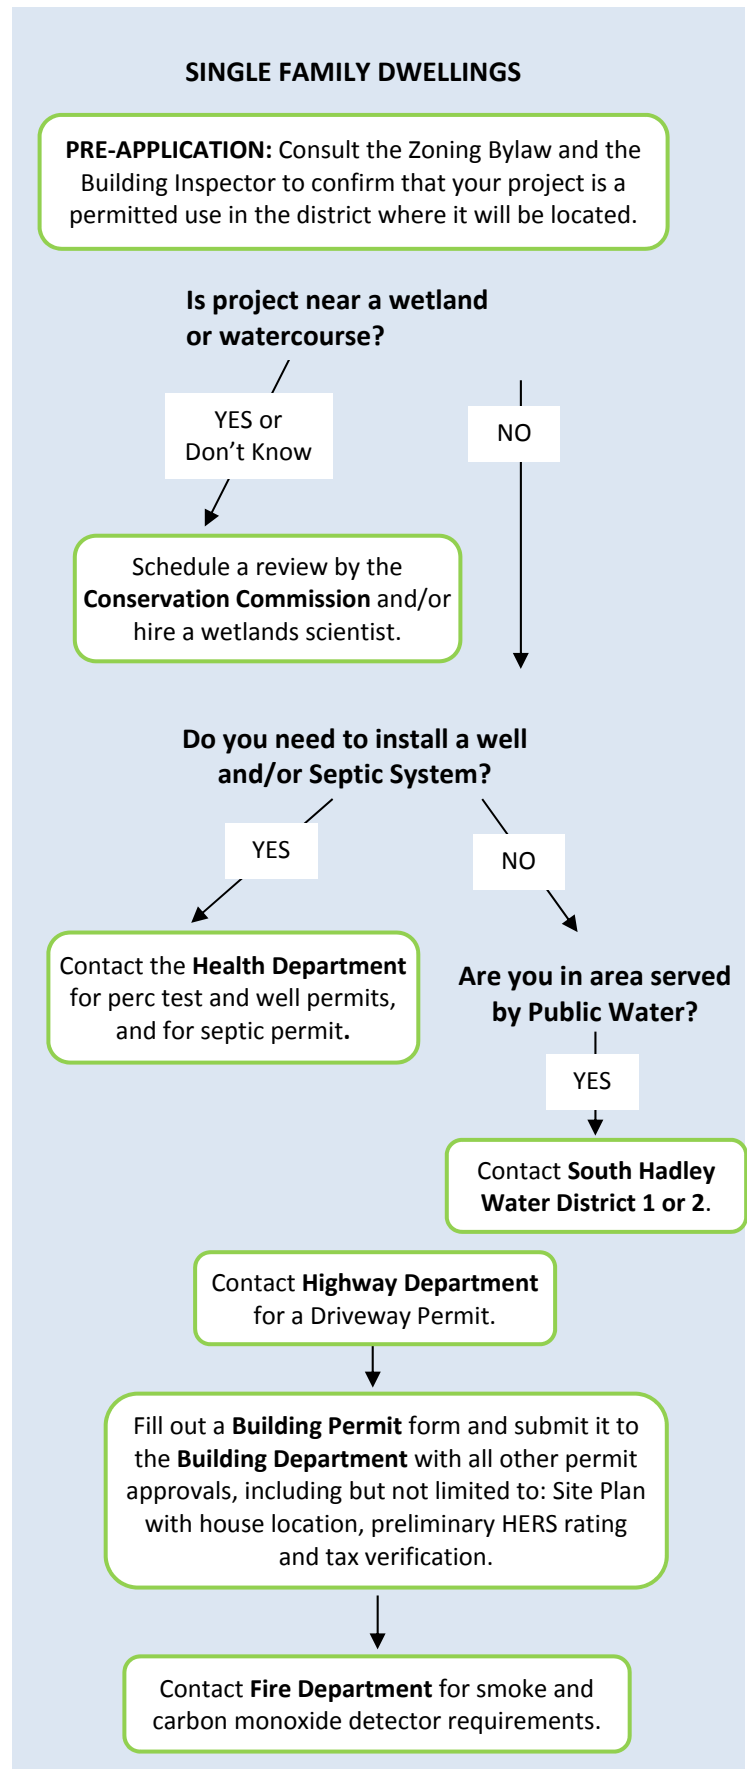 SINGLE FAMILY DWELLINGS
PRE-APPLICATION: Consult the Zoning Bylaw and the
Building Inspector to confirm that your project is a
permitted use in the district where it will be located.
Is project near a wetland
or watercourse?
YES or
Don’t Know
NO
Schedule a review by the
Conservation Commission and/or
hire a wetlands scientist.
Do you need to install a well
and/or Septic System?
YES
NO
Contact the Health Department
for perc test and well permits,
and for septic permit.
Are you in area served
by Public Water?
YES
Contact South Hadley
Water District 1 or 2.
Contact Highway Department
for a Driveway Permit.
Fill out a Building Permit form and submit it to
the Building Department with all other permit
approvals, including but not limited to: Site Plan
with house location, preliminary HERS rating
and tax verification.
Contact Fire Department for smoke and
carbon monoxide detector requirements.